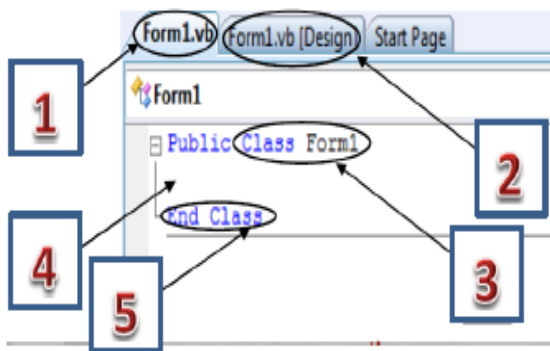 Form1.vb Form1.vb [Design] Start Page
1
Form1
2
Public Class Form1
4
End Class
3
5